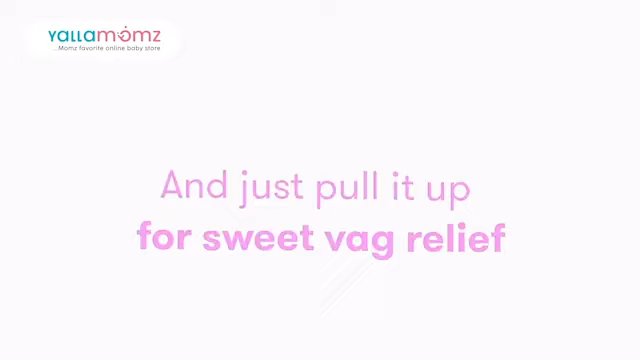 YALLAMOMZ
...Momz favorite online baby store
And just pull it up
for sweet vag relief